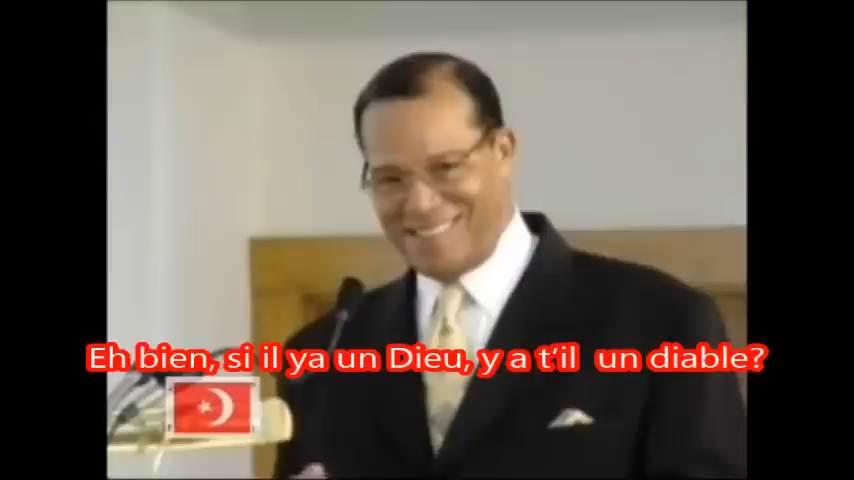 Eh bien, si il ya un Dieu, y a t'il un diable?